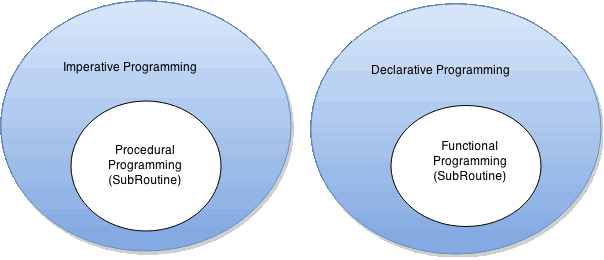 Imperative Programming
Procedural
Programming
(SubRoutine)
Declarative Programming
Functional
Programming
(SubRoutine)